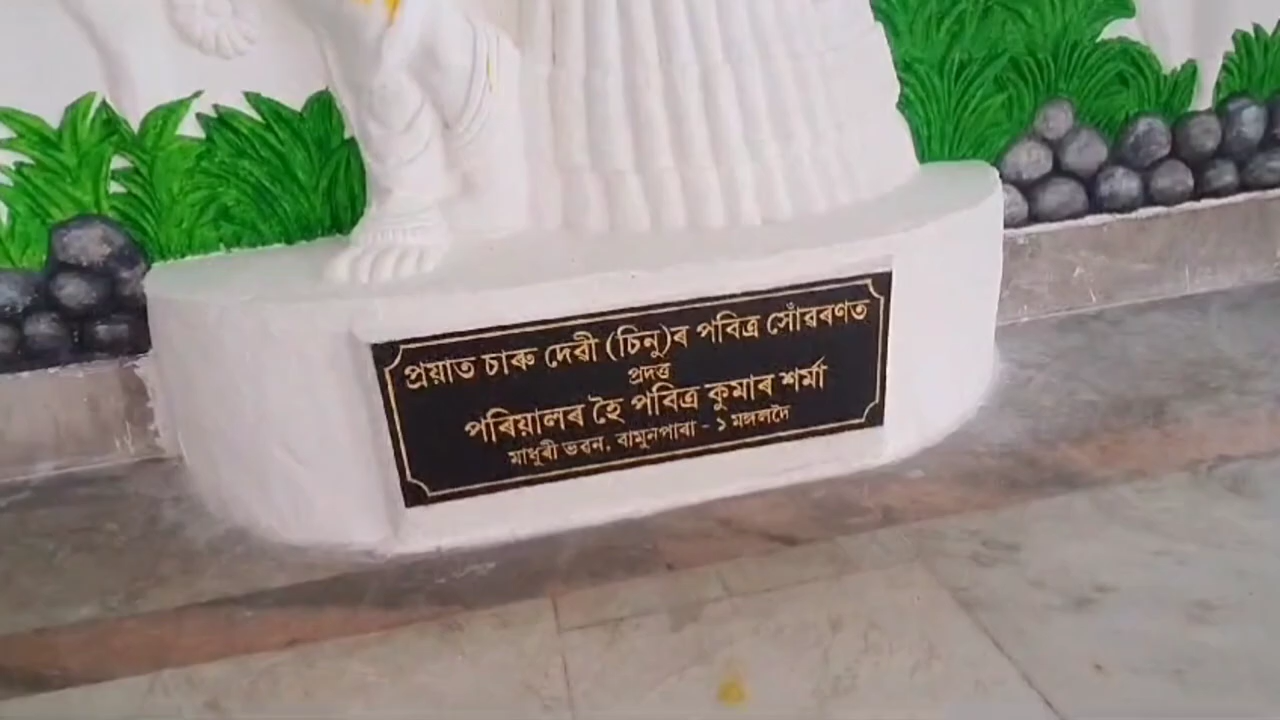 প্ৰয়াত চাৰু দেৱী (চিনু)ৰ পবিত্ৰ সোঁৱৰণত
প্ৰদত্ত
পৰিয়ালৰ হৈ পবিত্ৰ কুমাৰ শৰ্মা
মাধুৰী ভৱন, বামুনপাৰা - ১ মঙ্গলদৈ